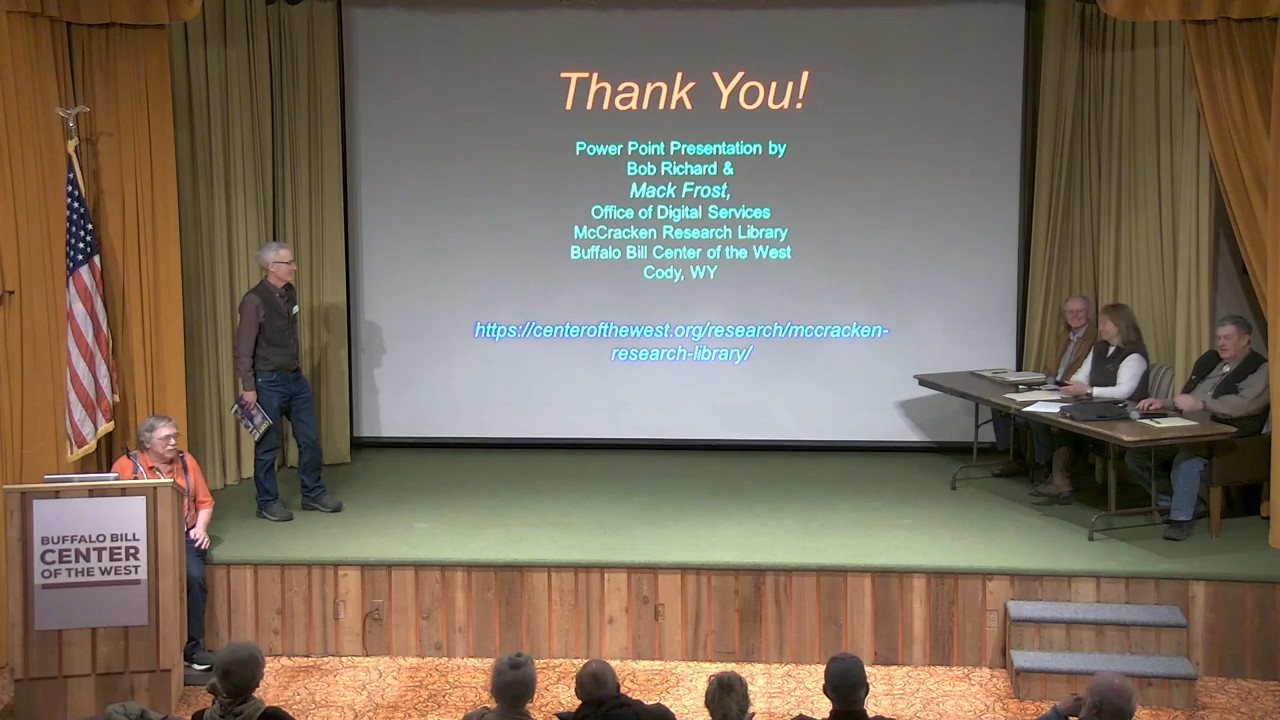 Thank You!
Power Point Presentation by
Bob Richard &
Mack Frost,
Office of Digital Services
McCracken Research Library
Buffalo Bill Center of the West
Cody, WY
https://centerofthewest.org/research/mccracken-
research-library/
BUFFALO BILL
CENTER
OF THE WEST